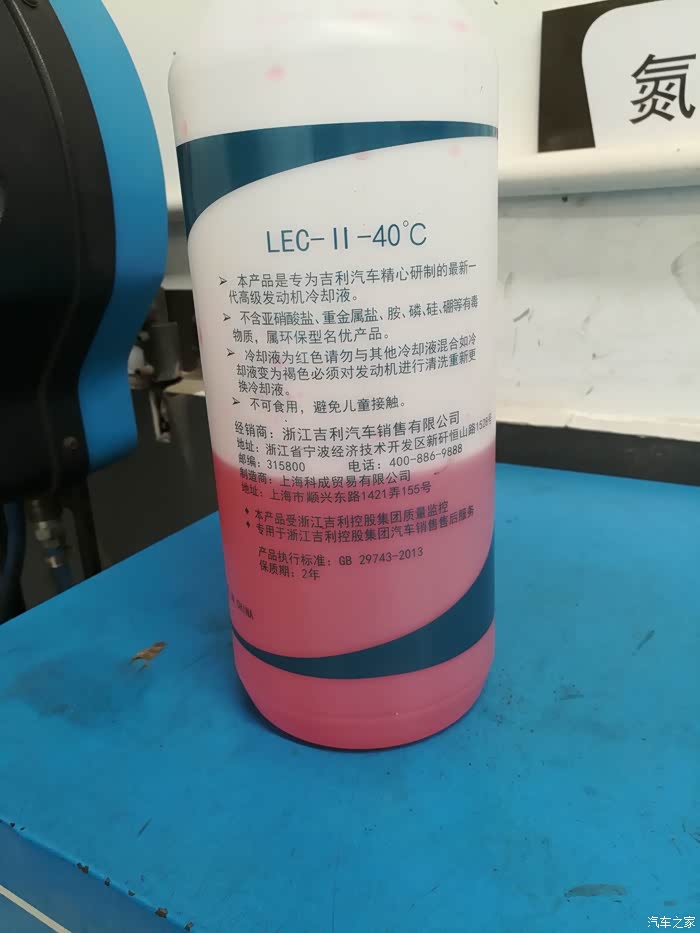 氮
LEC-II-40℃
➢ 本产品是专为吉利汽车精心研制的最新一
代高级发动机冷却液。
➢ 不含亚硝酸盐、重金属盐、胺、磷、硅、硼等有毒
物质，属环保型名优产品。
➢ 冷却液为红色请勿与其他冷却液混合如冷
却液变为褐色必须对发动机进行清洗重新更
换冷却液。
➢ 不可食用，避免儿童接触。
经销商：浙江吉利汽车销售有限公司
地址：浙江省宁波经济技术开发区新矸恒山路1528号
邮编：315800 电话：400-886-9888
制造商：上海科成贸易有限公司
地址：上海市顺兴东路1421弄155号
◆ 本产品受浙江吉利控股集团质量监控
◆ 专用于浙江吉利控股集团汽车销售售后服务
产品执行标准：GB 29743-2013
保质期：2年
CHINA
汽车之家